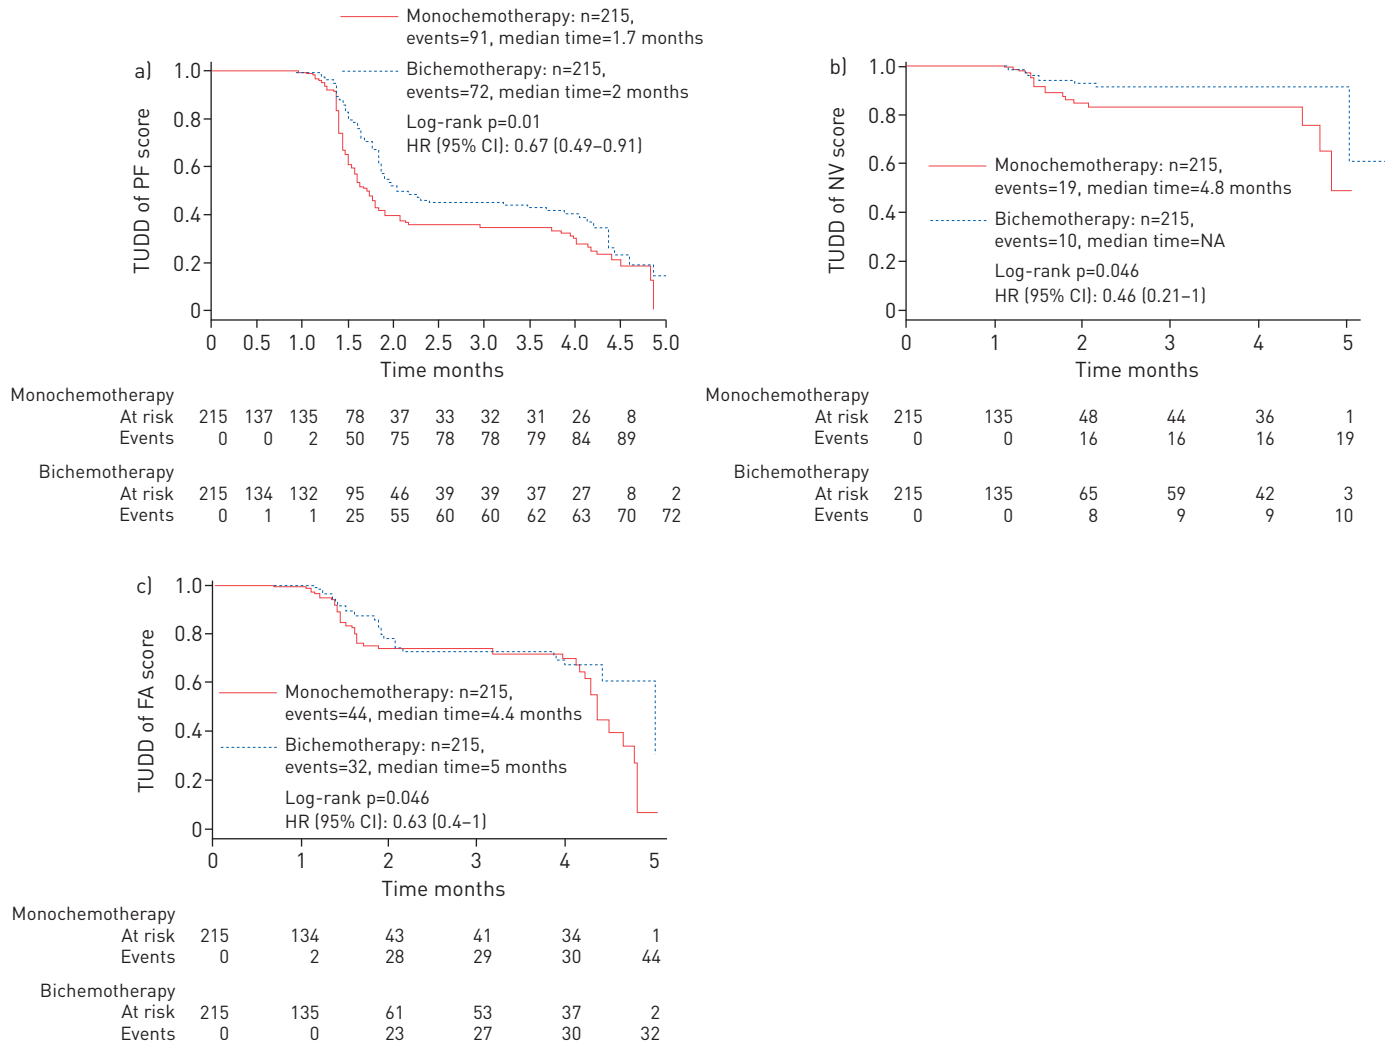 Monochemotherapy: n=215,
events=91, median time=1.7 months
Bichemotherapy: n=215,
events=72, median time=2 months
Log-rank p=0.01
HR (95% CI): 0.67 (0.49–0.91)
a)
TUDD of PF score
1.0
0.8
0.6
0.4
0.2
0
0 0.5 1.0 1.5 2.0 2.5 3.0 3.5 4.0 4.5 5.0
Time months
Monochemotherapy
At risk 215 137 135 78 37 33 32 31 26 8
Events 0 0 2 50 75 78 78 79 84 89
Bichemotherapy
At risk 215 134 132 95 46 39 39 37 27 8 2
Events 0 1 1 25 55 60 60 62 63 70 72
b)
TUDD of NV score
1.0
0.8
0.6
0.4
0.2
0
Monochemotherapy: n=215,
events=19, median time=4.8 months
Bichemotherapy: n=215,
events=10, median time=NA
Log-rank p=0.046
HR (95% CI): 0.46 (0.21–1)
0 1 2 3 4 5
Time months
Monochemotherapy
At risk 215 135 48 44 36 1
Events 0 0 16 16 16 19
Bichemotherapy
At risk 215 135 65 59 42 3
Events 0 0 8 9 9 10
c)
TUDD of FA score
1.0
0.8
0.6
0.4
0.2
0
Monochemotherapy: n=215,
events=44, median time=4.4 months
Bichemotherapy: n=215,
events=32, median time=5 months
Log-rank p=0.046
HR (95% CI): 0.63 (0.4–1)
0 1 2 3 4 5
Time months
Monochemotherapy
At risk 215 134 43 41 34 1
Events 0 2 28 29 30 44
Bichemotherapy
At risk 215 135 61 53 37 2
Events 0 0 23 27 30 32